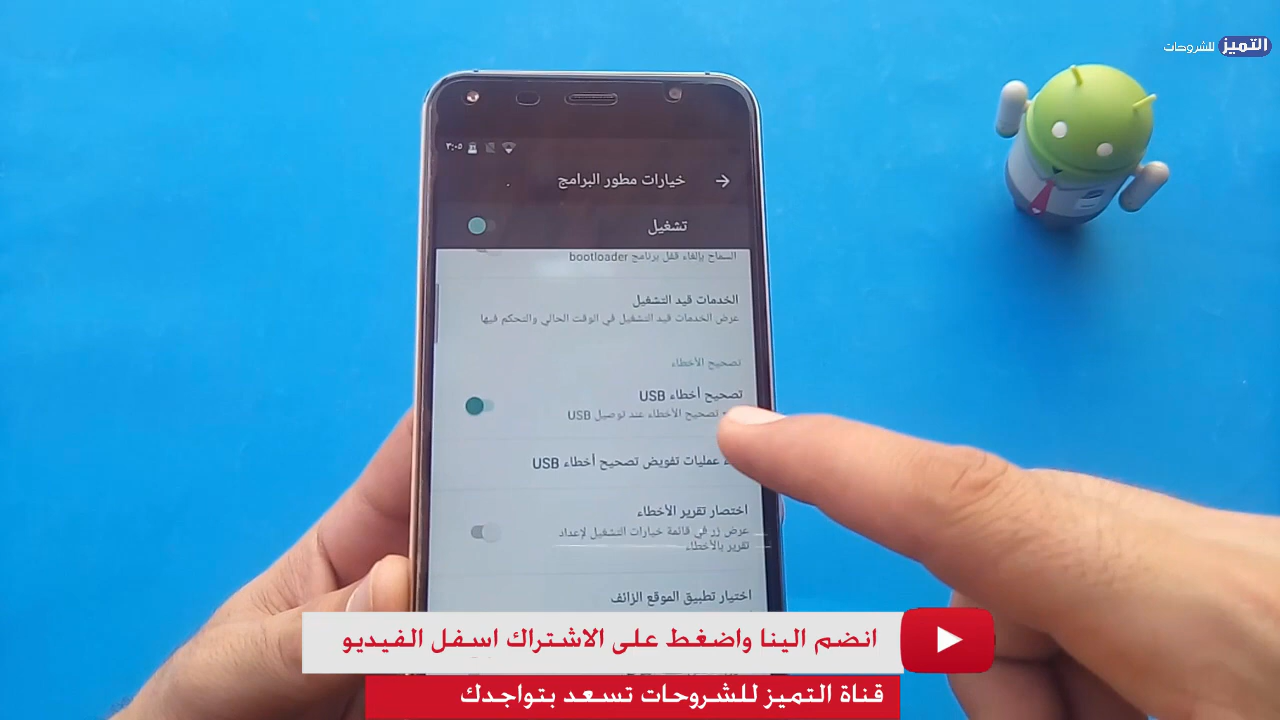 التميز للشروحات
٣:٠٥
خيارات مطور البرامج
تشغيل
السماح بإلغاء قفل برنامج bootloader
الخدمات قيد التشغيل
عرض الخدمات قيد التشغيل في الوقت الحالي والتحكم فيها
تصحيح الأخطاء
تصحيح أخطاء USB
تصحيح الأخطاء عند توصيل USB
عمليات تفويض تصحيح أخطاء USB
اختصار تقرير الأخطاء
عرض زر في قائمة خيارات التشغيل لإعداد
تقرير بالأخطاء
اختيار تطبيق الموقع الزائف
انضم الينا واضغط على الاشتراك اسفل الفيديو
قناة التميز للشروحات تسعد بتواجدك